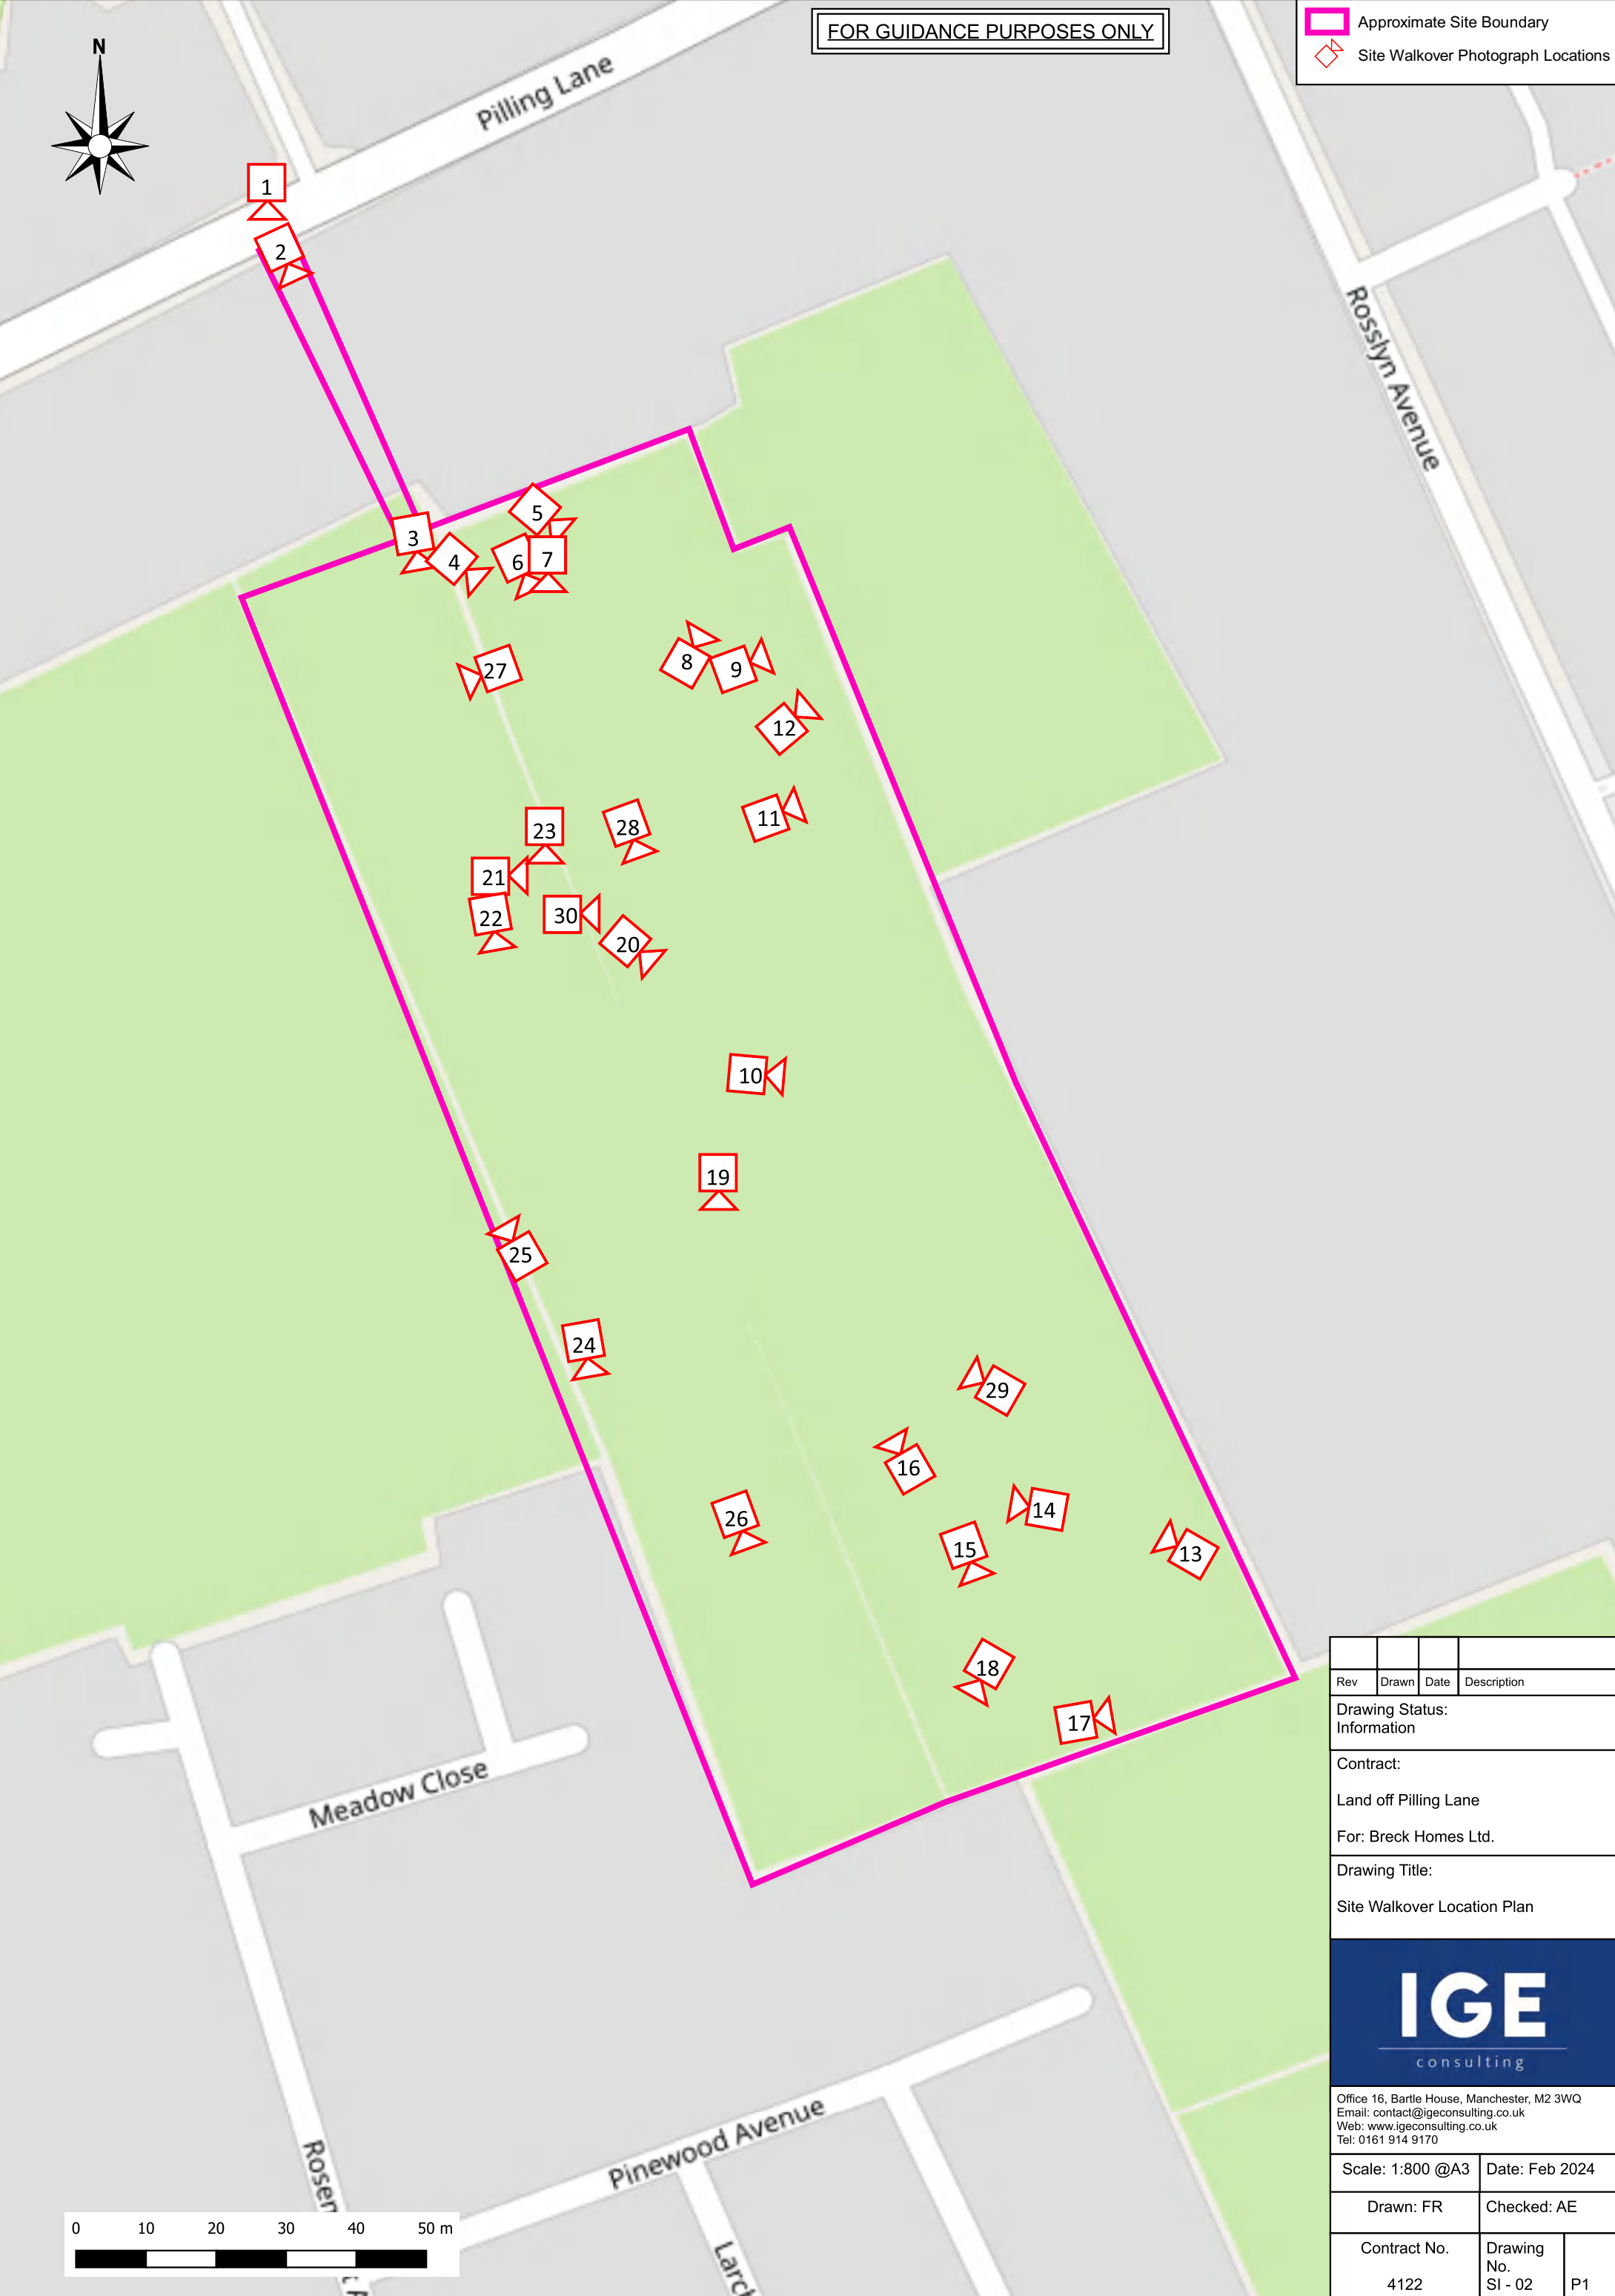 FOR GUIDANCE PURPOSES ONLY
Approximate Site Boundary
Site Walkover Photograph Locations
N
Pilling Lane
Rosslyn Avenue
1
2
3
4
5
6
7
8
9
27
12
11
28
23
21
22
30
20
10
19
25
24
29
16
26
14
15
13
18
17
Meadow Close
Pinewood Avenue
Larch
0 10 20 30 40 50 m
Rev Drawn Date Description
Drawing Status:
Information
Contract:
Land off Pilling Lane
For: Breck Homes Ltd.
Drawing Title:
Site Walkover Location Plan
IGE
consulting
Office 16, Bartle House, Manchester, M2 3WQ
Email: contact@igeconsulting.co.uk
Web: www.igeconsulting.co.uk
Tel: 0161 914 9170
Scale: 1:800 @A3 Date: Feb 2024
Drawn: FR Checked: AE
Contract No.
4122
Drawing
No.
SI - 02
P1